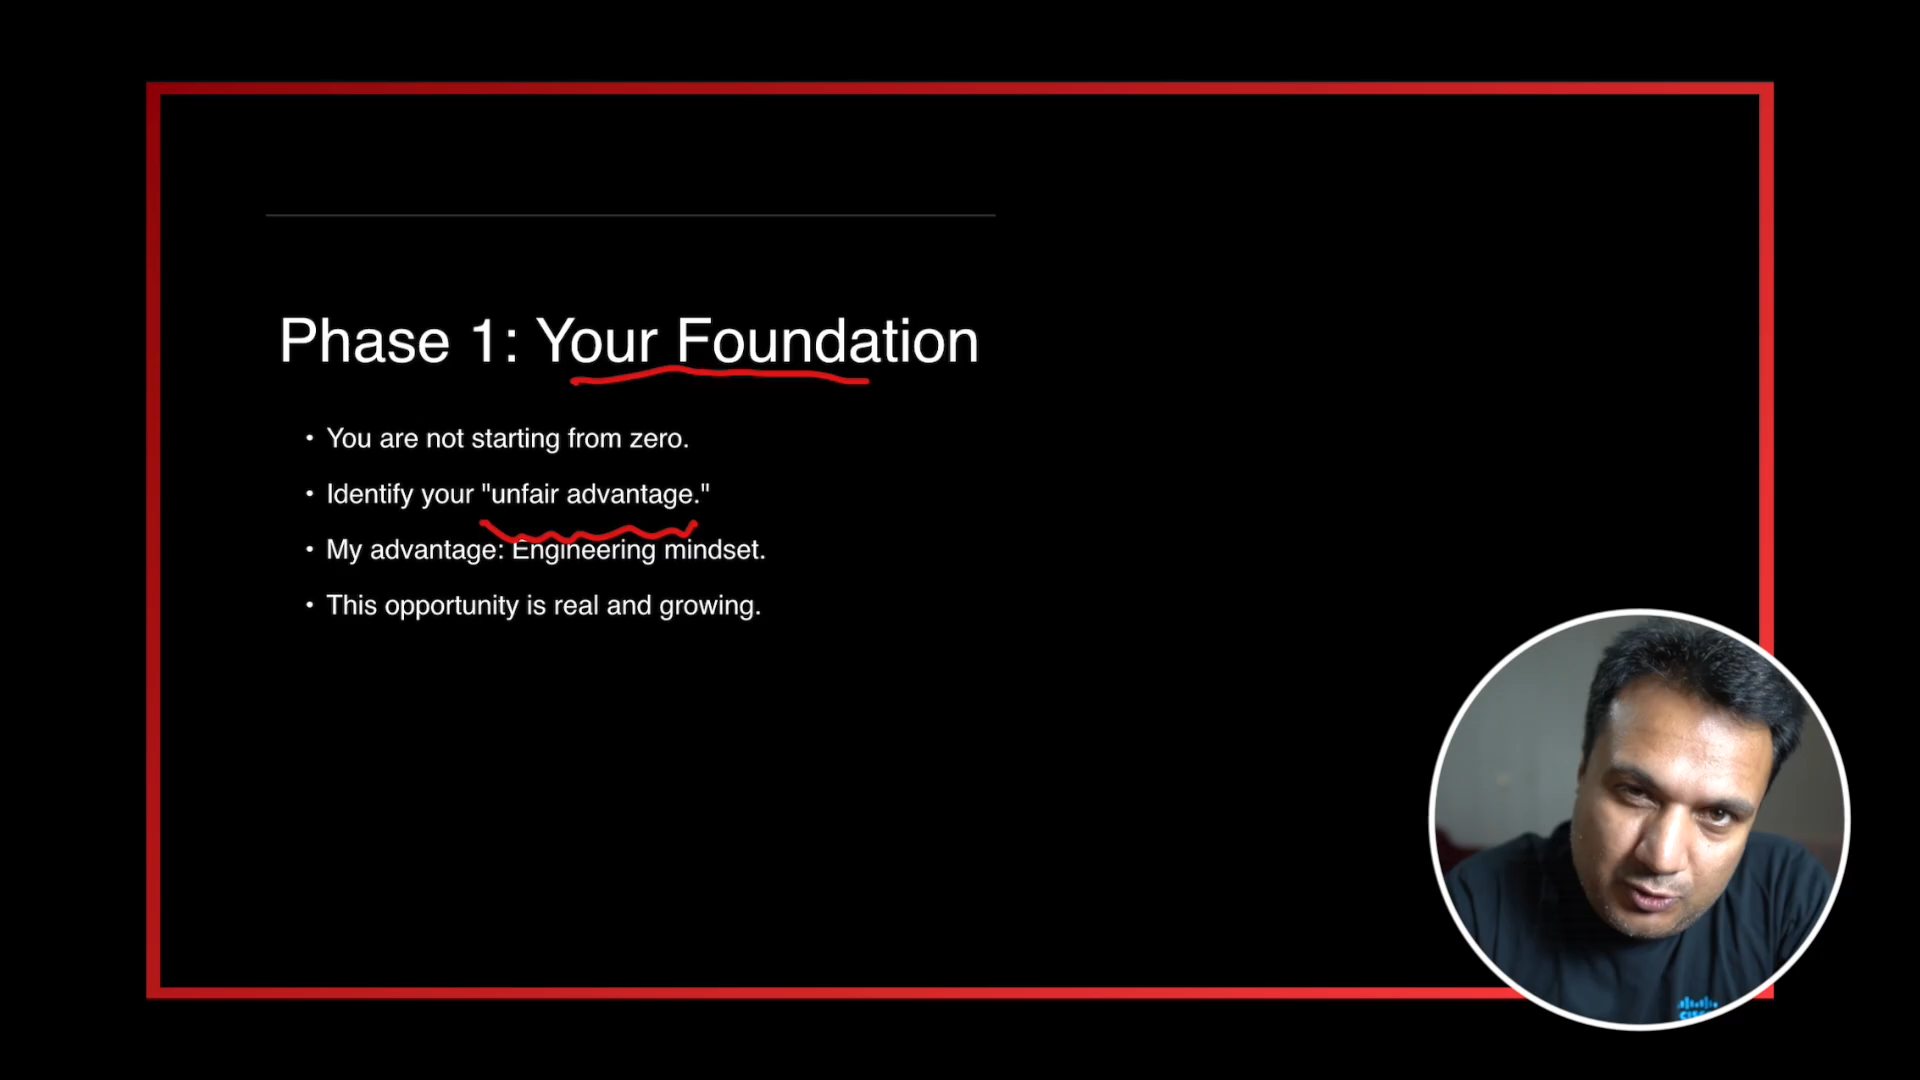 Phase 1: Your Foundation
• You are not starting from zero.
• Identify your "unfair advantage."
• My advantage: Engineering mindset.
• This opportunity is real and growing.